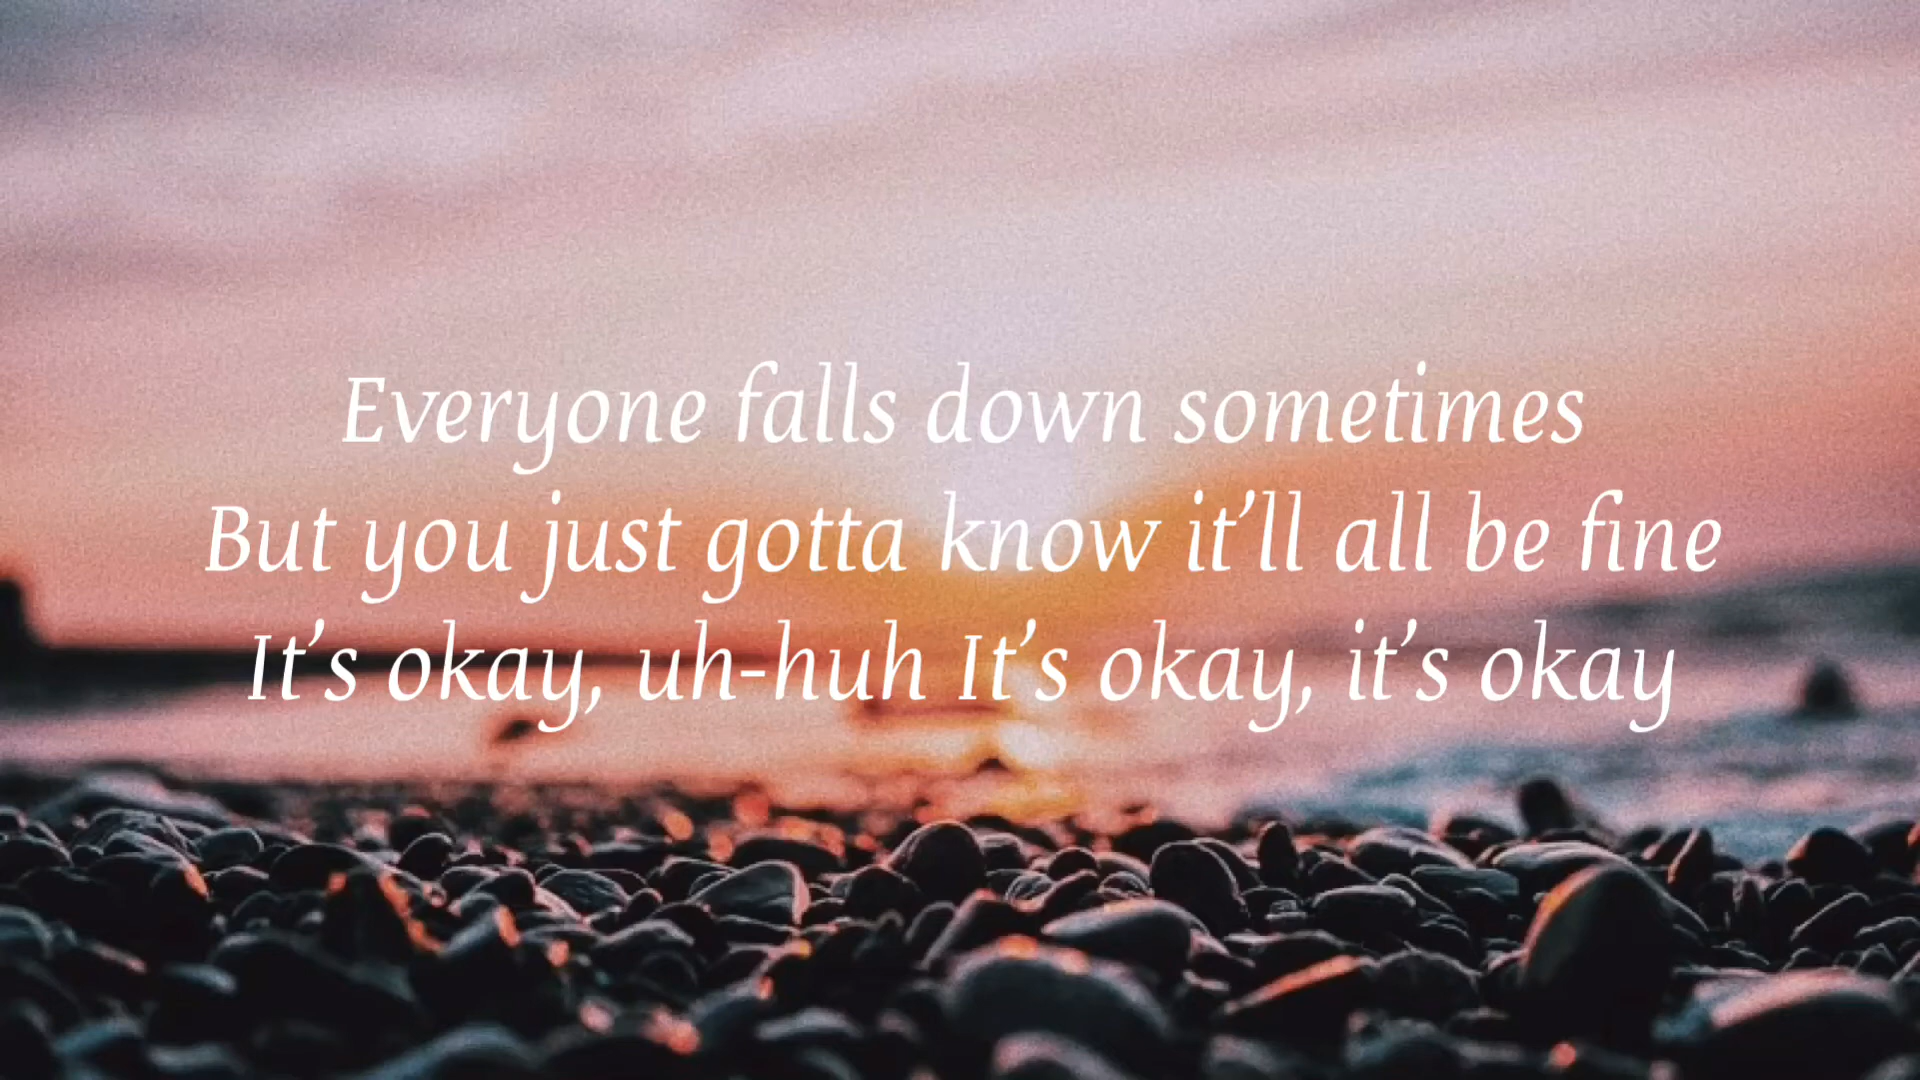 Everyone falls down sometimes
But you just gotta know it’ll all be fine
It’s okay, uh-huh It’s okay, it’s okay